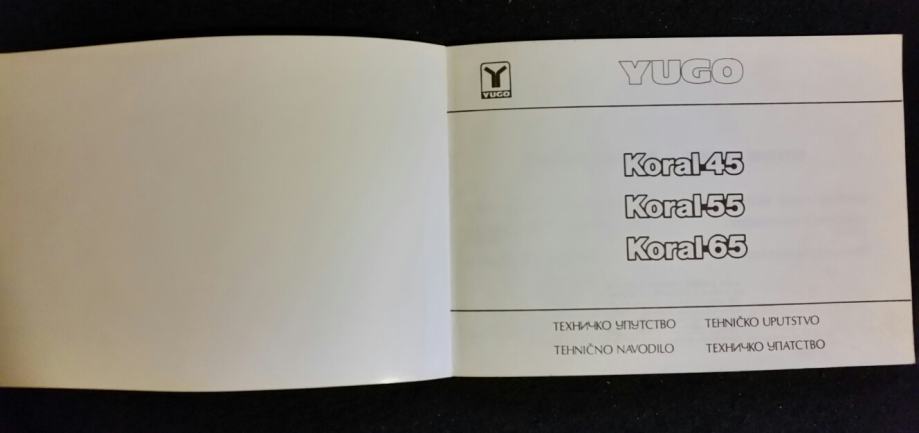 YUGO
YUGO
Koral-45
Koral-55
Koral-65
ТЕХНИЧКО УПУТСТВО TEHNIČKO UPUTSTVO
TEHNIČNO NAVODILO ТЕХНИЧКО УПАТСТВО